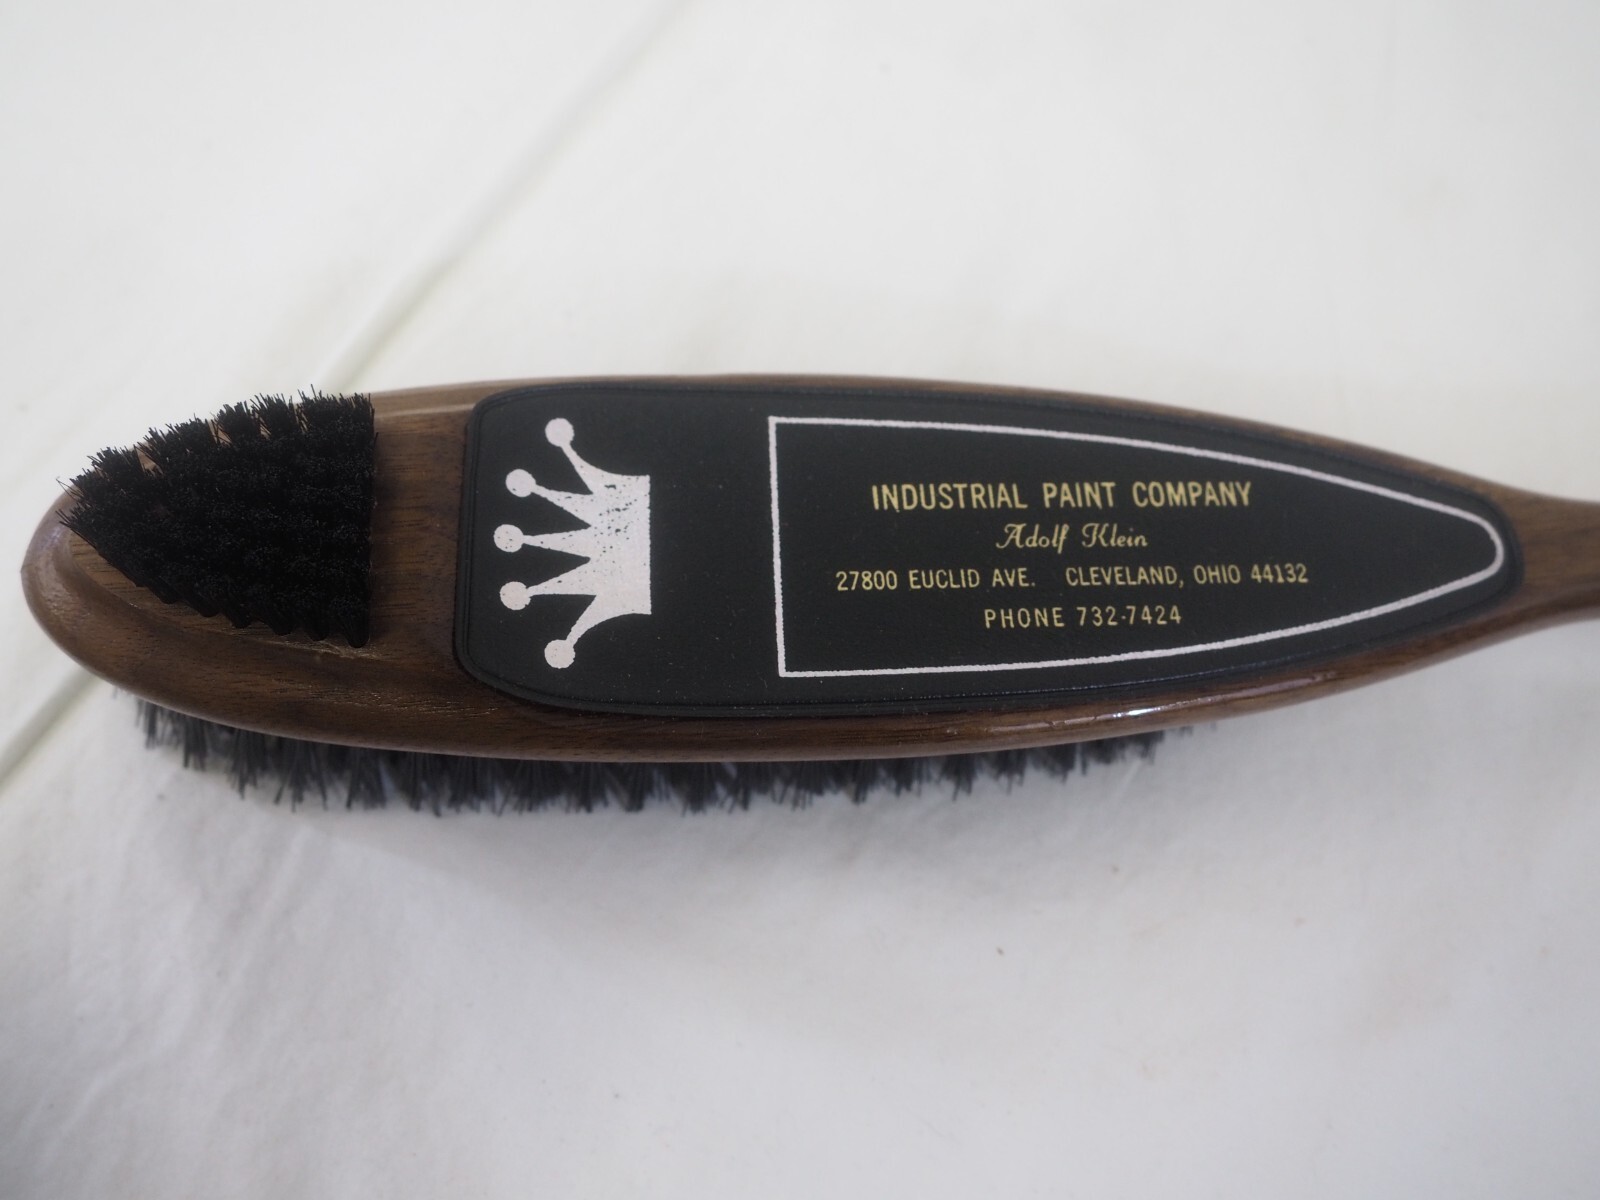 INDUSTRIAL PAINT COMPANY
Adolf Klein
27800 EUCLID AVE. CLEVELAND, OHIO 44132
PHONE 732-7424